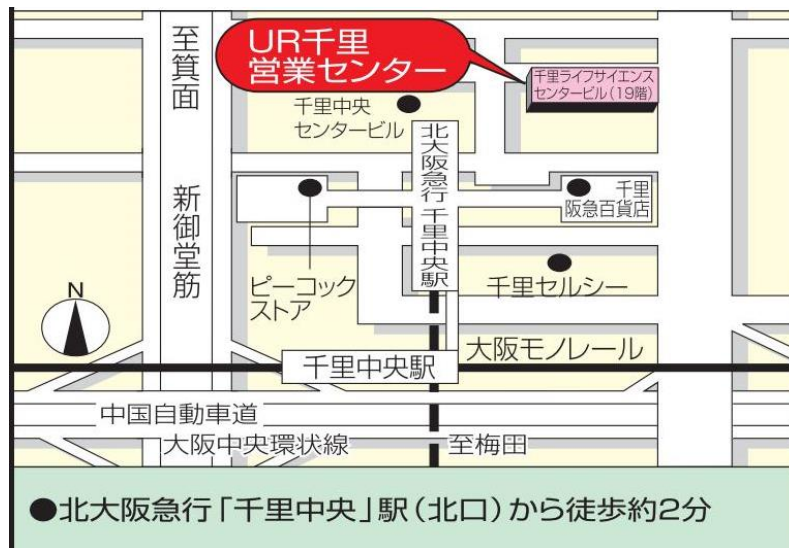 至箕面
UR千里
営業センター
千里ライフサイエンス
センタービル(19階)
千里中央
センタービル
北大阪急行 千里中央駅
新御堂筋
千里
阪急百貨店
ピーコック
ストア
千里セルシー
N
大阪モノレール
千里中央駅
中国自動車道
大阪中央環状線
至梅田
●北大阪急行「千里中央」駅(北口)から徒歩約2分